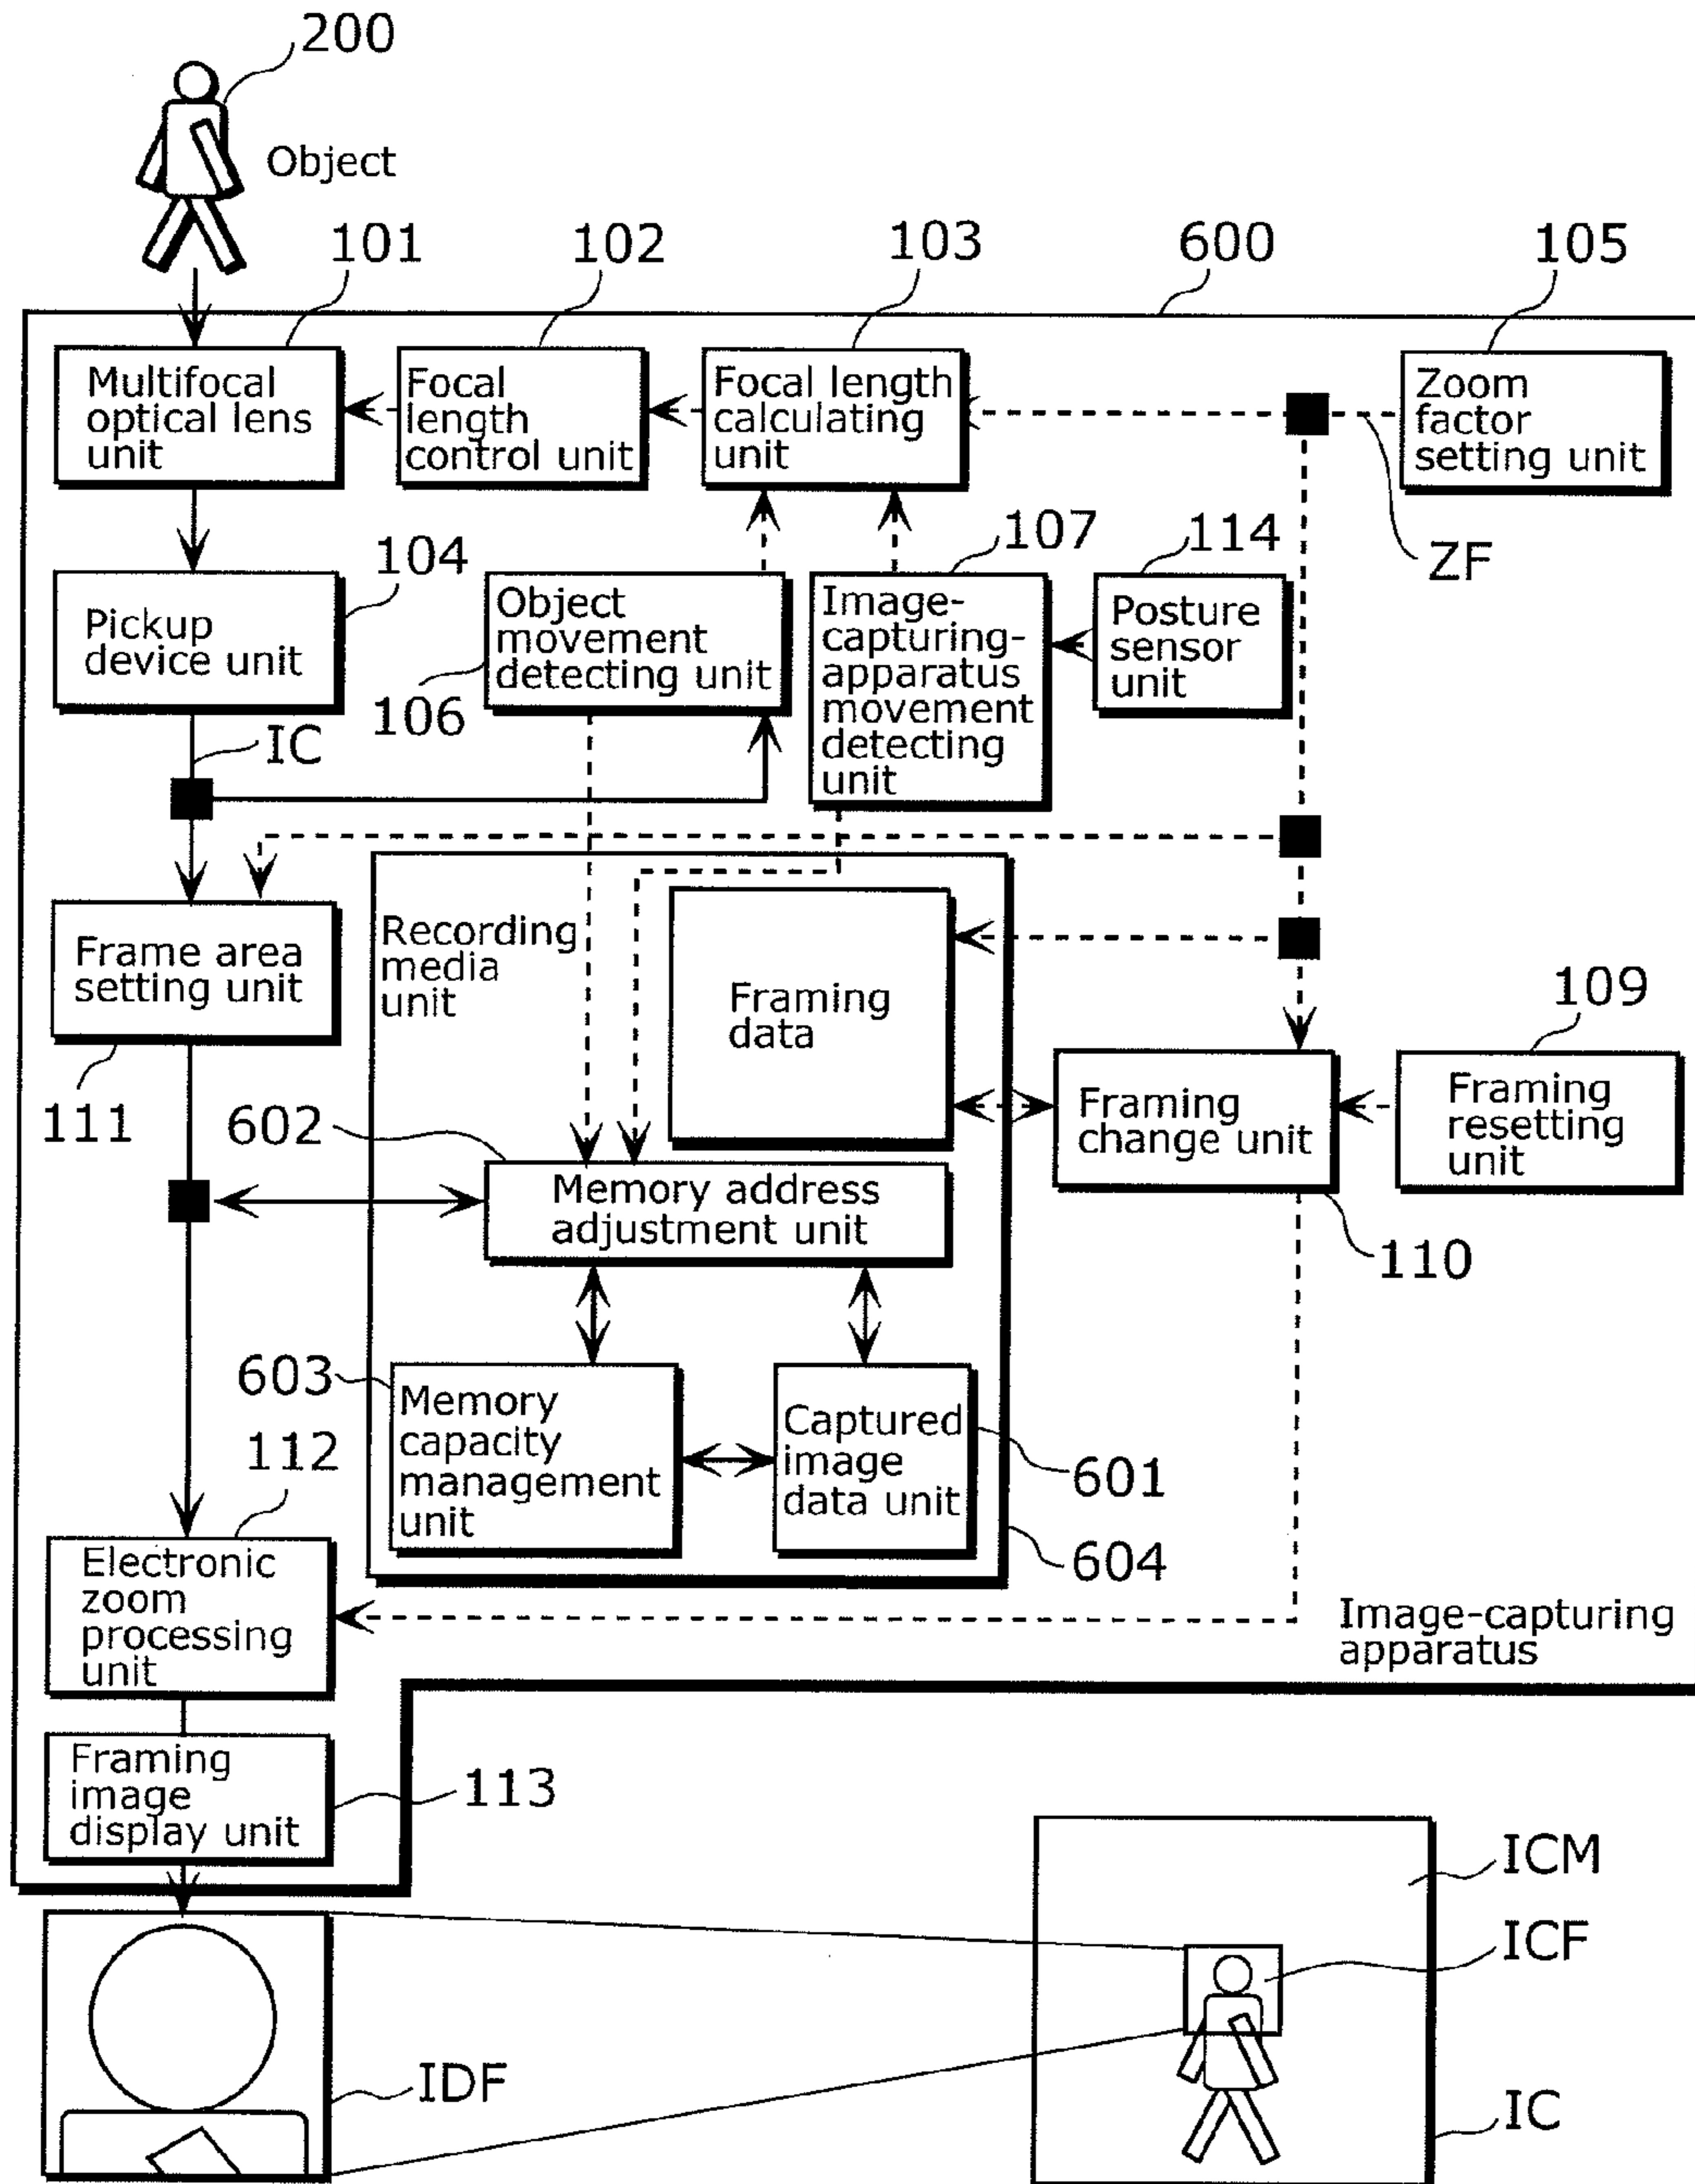 200
Object
101
102
103
600
105
Multifocal
optical lens
unit
Focal
length
control unit
Focal length
calculating
unit
Zoom
factor
setting unit
ZF
104
107
114
Pickup
device unit
Object
movement
detecting unit
106
Image-
capturing-
apparatus
movement
detecting
unit
Posture
sensor
unit
IC
Frame area
setting unit
111
Recording
media
unit
Framing
data
109
Framing
change unit
Framing
resetting
unit
110
602
Memory address
adjustment unit
603
Memory
capacity
management
unit
Captured
image
data unit
601
604
112
Electronic
zoom
processing
unit
Image-capturing
apparatus
Framing
image
display unit
113
ICM
ICF
IDF
IC